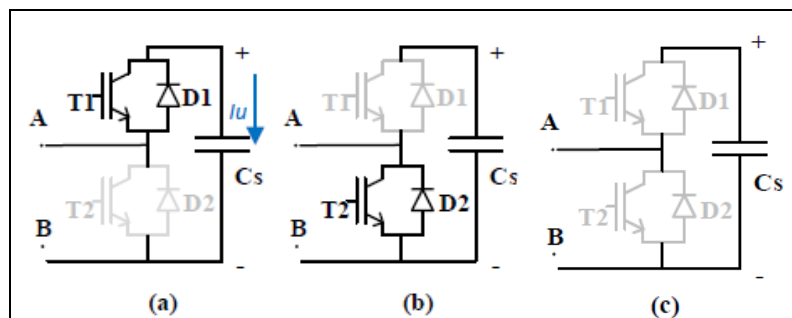 + + +
T1 D1 Iu T1 D1 T1 D1
A A A
Cs Cs Cs
T2 D2 T2 D2 T2 D2
B B B
- - -
(a) (b) (c)